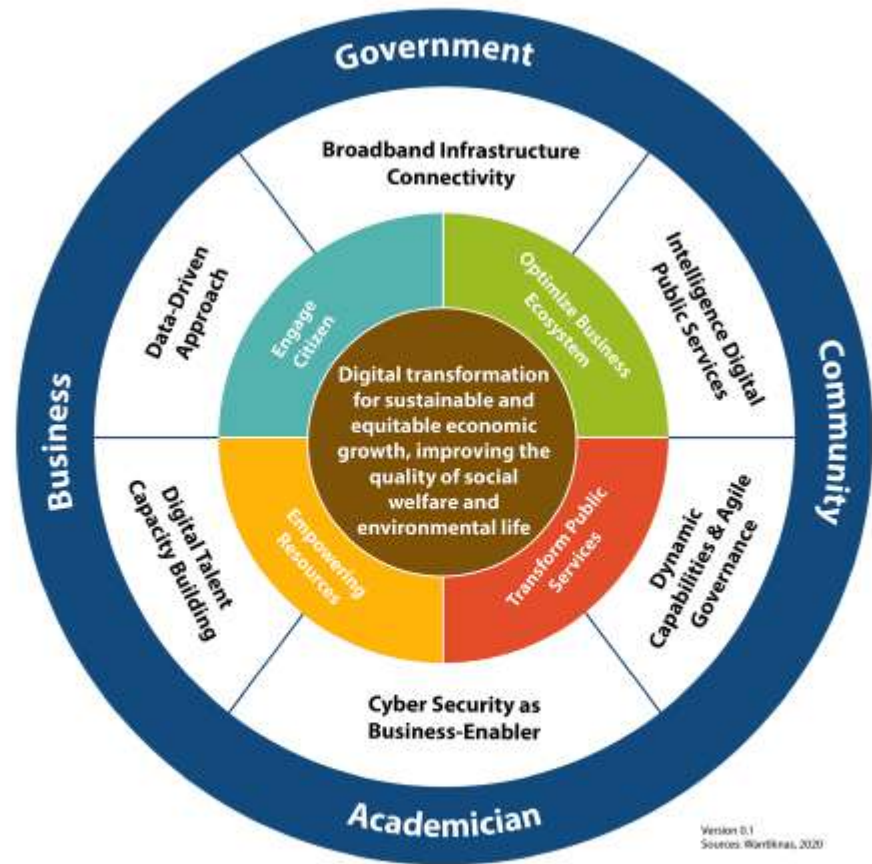 Government
Broadband Infrastructure
Connectivity
Data-Driven
Approach
Intelligence Digital
Public Services
Engage
Citizen
Optimize Business
Ecosystem
Business
Community
Digital transformation
for sustainable and
equitable economic
growth, improving the
quality of social
welfare and
environmental life
Digital Talent
Capacity Building
Empowering
Resources
Transform Public
Services
Dynamic
Capabilities & Agile
Governance
Cyber Security as
Business-Enabler
Academician
Version 0.1
Sources: Wantiknas, 2020